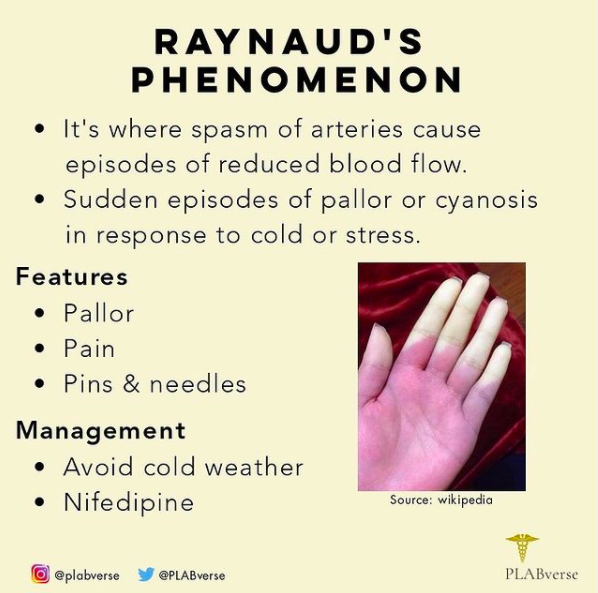 RAYNAUD'S
PHENOMENON
• It's where spasm of arteries cause
episodes of reduced blood flow.
• Sudden episodes of pallor or cyanosis
in response to cold or stress.
Features
• Pallor
• Pain
• Pins & needles
Management
• Avoid cold weather
• Nifedipine
Source: wikipedia
@plabverse @PLABverse
PLABverse